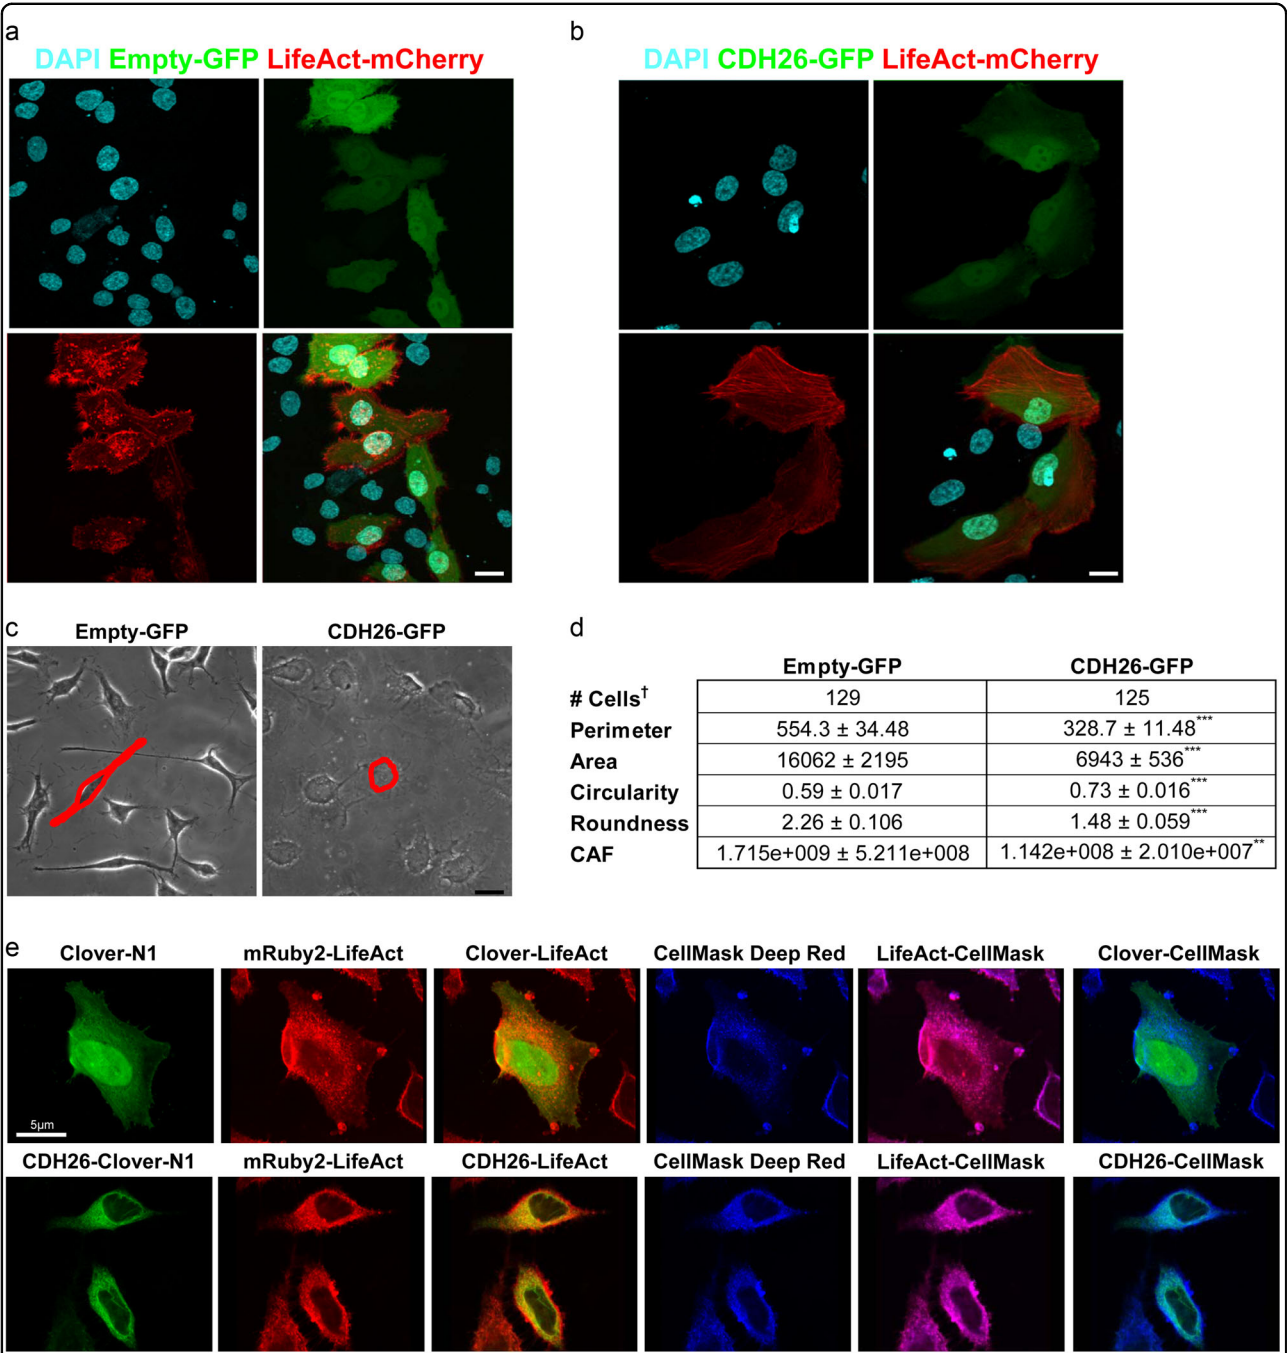 a
DAPI Empty-GFP LifeAct-mCherry
b
DAPI CDH26-GFP LifeAct-mCherry
c
Empty-GFP CDH26-GFP
d
Empty-GFP CDH26-GFP
# Cells† 129 125
Perimeter 554.3 ± 34.48 328.7 ± 11.48***
Area 16062 ± 2195 6943 ± 536***
Circularity 0.59 ± 0.017 0.73 ± 0.016***
Roundness 2.26 ± 0.106 1.48 ± 0.059***
CAF 1.715e+009 ± 5.211e+008 1.142e+008 ± 2.010e+007**
e
Clover-N1 mRuby2-LifeAct Clover-LifeAct CellMask Deep Red LifeAct-CellMask Clover-CellMask
5μm
CDH26-Clover-N1 mRuby2-LifeAct CDH26-LifeAct CellMask Deep Red LifeAct-CellMask CDH26-CellMask